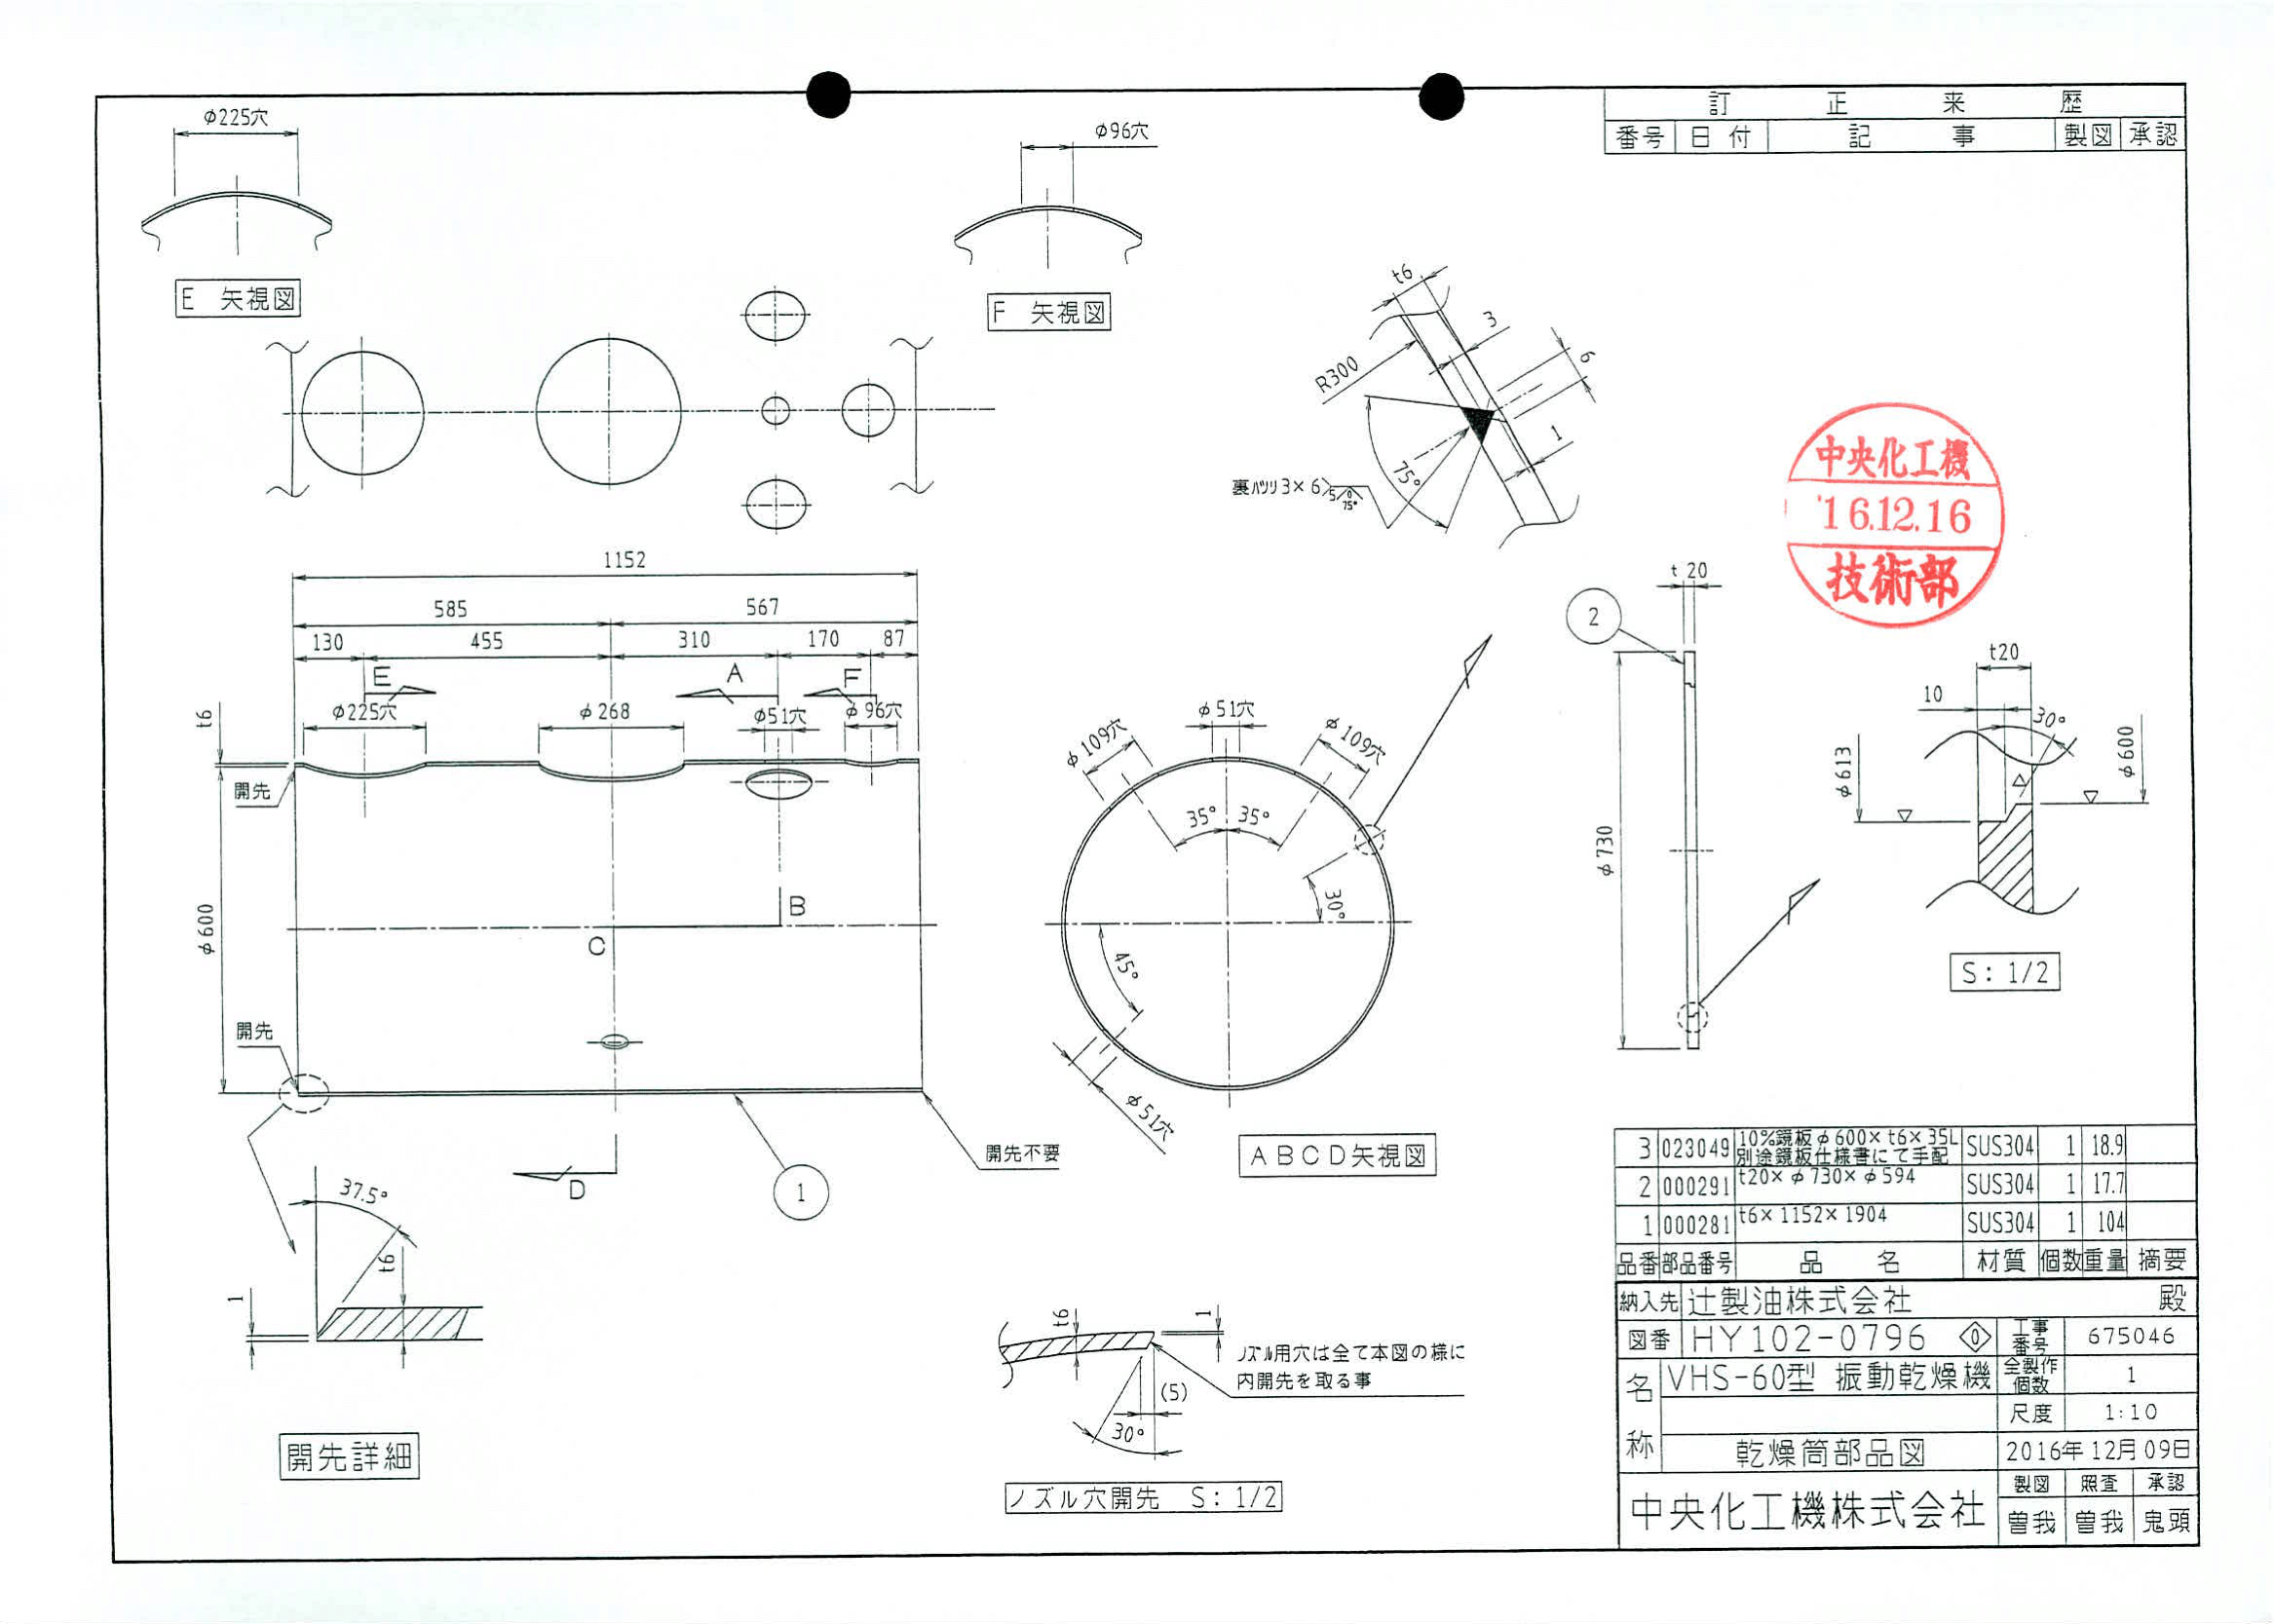 訂正来歴
番号 日付 記事 製図 承認
φ225穴
E 矢視図
φ96穴
F 矢視図
t6
3
6
R300
1
75°
裏ハツリ3×6
5
0
75°
中央化工機
'16.12.16
技術部
1152
585 567
130 455 310 170 87
E A F
φ225穴 φ268 φ51穴 φ96穴
t6
開先
φ600
B
C
開先
開先不要
D
1
φ109穴 φ51穴 φ109穴
35° 35°
30°
45°
φ51穴
ABCD矢視図
t20
2
φ730
t20
10
30°
φ613
φ600
S: 1/2
37.5°
t6
1
開先詳細
t6
1
ノズル用穴は全て本図の様に
内開先を取る事
(5)
30°
ノズル穴開先 S: 1/2
3 023049 10%鏡板φ600×t6×35L SUS304 1 18.9
別途鏡板仕様書にて手配
2 000291 t20×φ730×φ594 SUS304 1 17.7
1 000281 t6×1152×1904 SUS304 1 104
品番 部品番号 品名 材質 個数 重量 摘要
納入先 辻製油株式会社 殿
図番 HY102-0796 0 工事番号 675046
名称 VHS-60型 振動乾燥機 全製作個数 1
尺度 1:10
乾燥筒部品図 2016年12月09日
製図 照査 承認
中央化工機株式会社 曽我 曽我 鬼頭